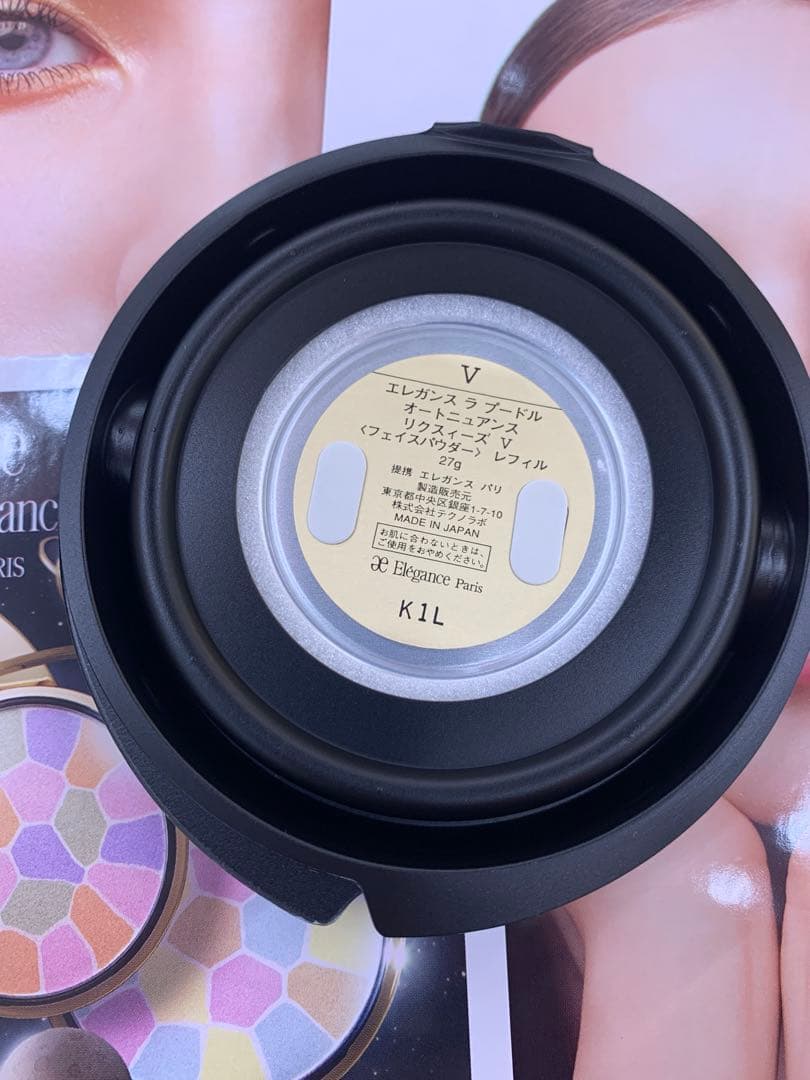 V
エレガンス ラ プードル
オートニュアンス
リクスィーズ V
〈フェイスパウダー〉 レフィル
27g
提携 エレガンス パリ
製造販売元
東京都中央区銀座1-7-10
株式会社テクノラボ
MADE IN JAPAN
お肌に合わないときは、
ご使用をおやめください。
æ Elégance Paris
K1L